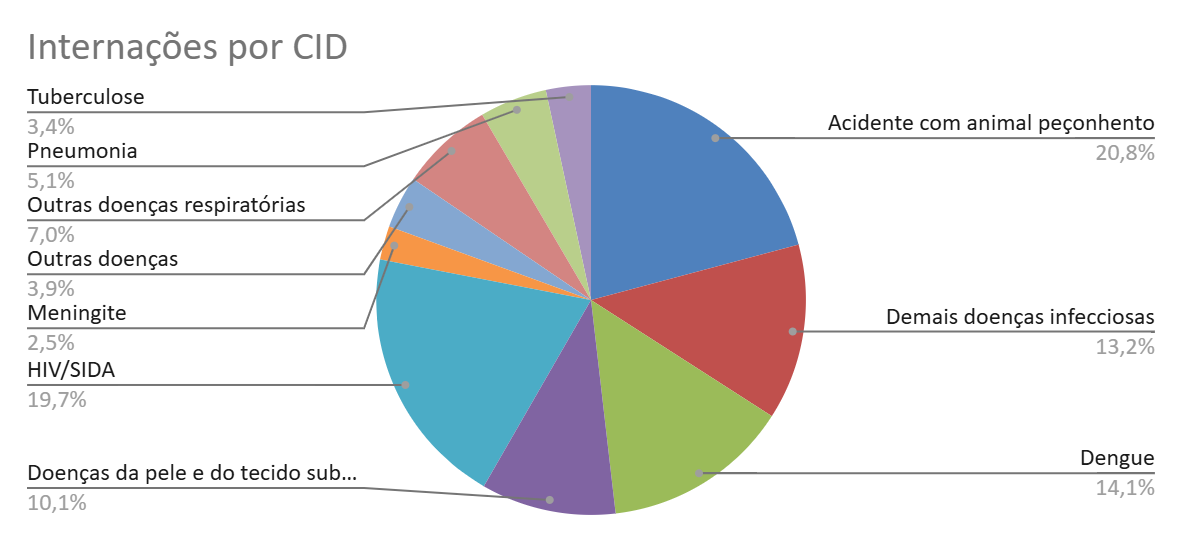 Internações por CID
Tuberculose
3,4%
Pneumonia
5,1%
Outras doenças respiratórias
7,0%
Outras doenças
3,9%
Meningite
2,5%
HIV/SIDA
19,7%
Doenças da pele e do tecido sub...
10,1%
Acidente com animal peçonhento
20,8%
Demais doenças infecciosas
13,2%
Dengue
14,1%